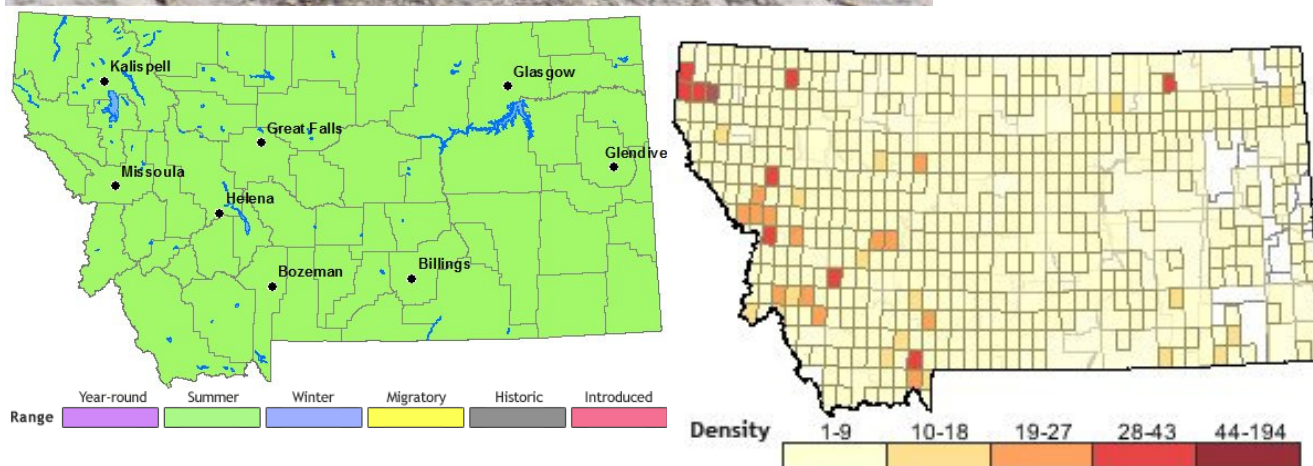 Kalispell
Glasgow
Great Falls
Glendive
Missoula
Helena
Bozeman
Billings
Year-round Summer Winter Migratory Historic Introduced
Range
Density 1-9 10-18 19-27 28-43 44-194